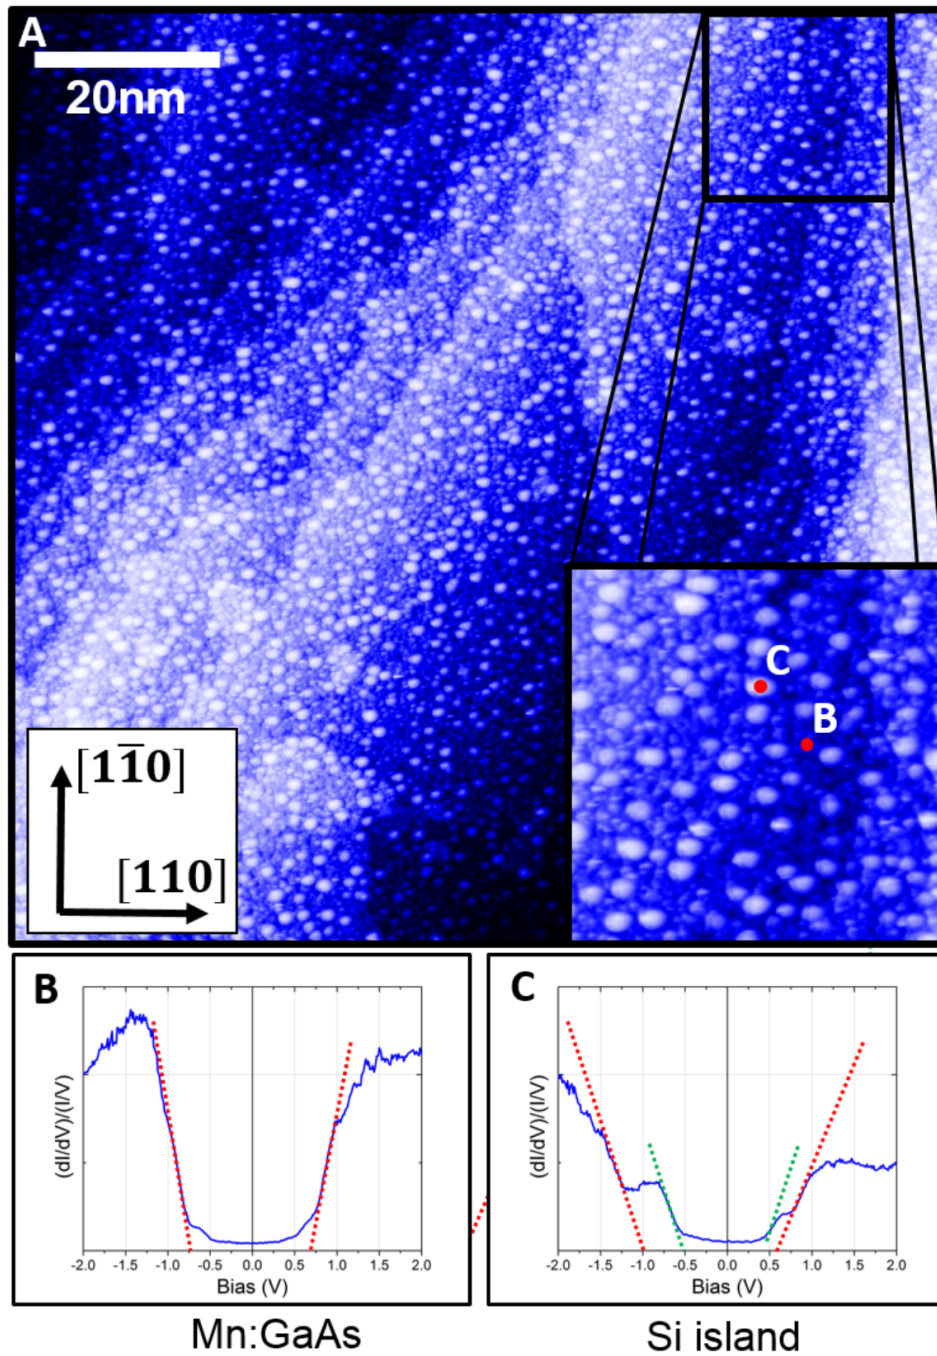 A
20nm
C
B
[11̅0]
[110]
B
(dI/dV)/(I/V)
-2.0 -1.5 -1.0 -0.5 0.0 0.5 1.0 1.5 2.0
Bias (V)
Mn:GaAs
C
(dI/dV)/(I/V)
-2.0 -1.5 -1.0 -0.5 0.0 0.5 1.0 1.5 2.0
Bias (V)
Si island